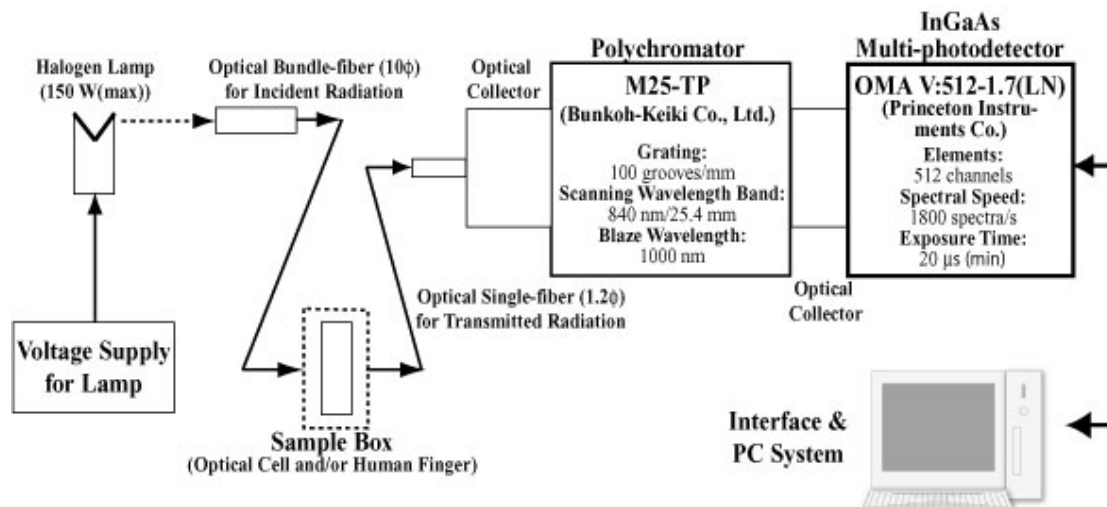 Halogen Lamp
(150 W(max))
Optical Bundle-fiber (10ϕ)
for Incident Radiation
Optical
Collector
Polychromator
M25-TP
(Bunkoh-Keiki Co., Ltd.)
Grating:
100 grooves/mm
Scanning Wavelength Band:
840 nm/25.4 mm
Blaze Wavelength:
1000 nm
InGaAs
Multi-photodetector
OMA V:512-1.7(LN)
(Princeton Instru-
ments Co.)
Elements:
512 channels
Spectral Speed:
1800 spectra/s
Exposure Time:
20 μs (min)
Optical
Collector
Optical Single-fiber (1.2ϕ)
for Transmitted Radiation
Voltage Supply
for Lamp
Sample Box
(Optical Cell and/or Human Finger)
Interface &
PC System